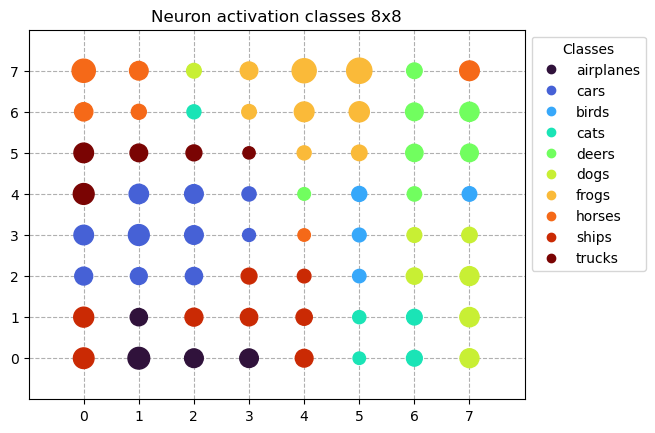 Neuron activation classes 8x8
7
6
5
4
3
2
1
0
0 1 2 3 4 5 6 7
Classes
airplanes
cars
birds
cats
deers
dogs
frogs
horses
ships
trucks